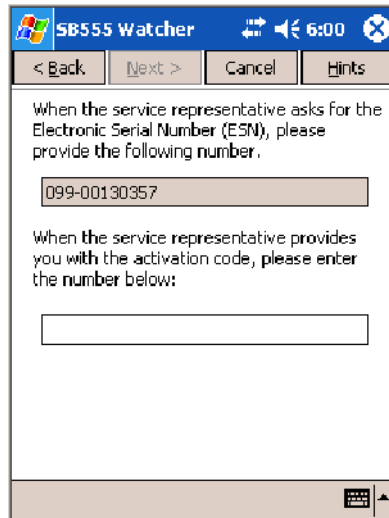 SB555 Watcher 6:00
< Back Next > Cancel Hints
When the service representative asks for the
Electronic Serial Number (ESN), please
provide the following number.
099-00130357
When the service representative provides
you with the activation code, please enter
the number below: